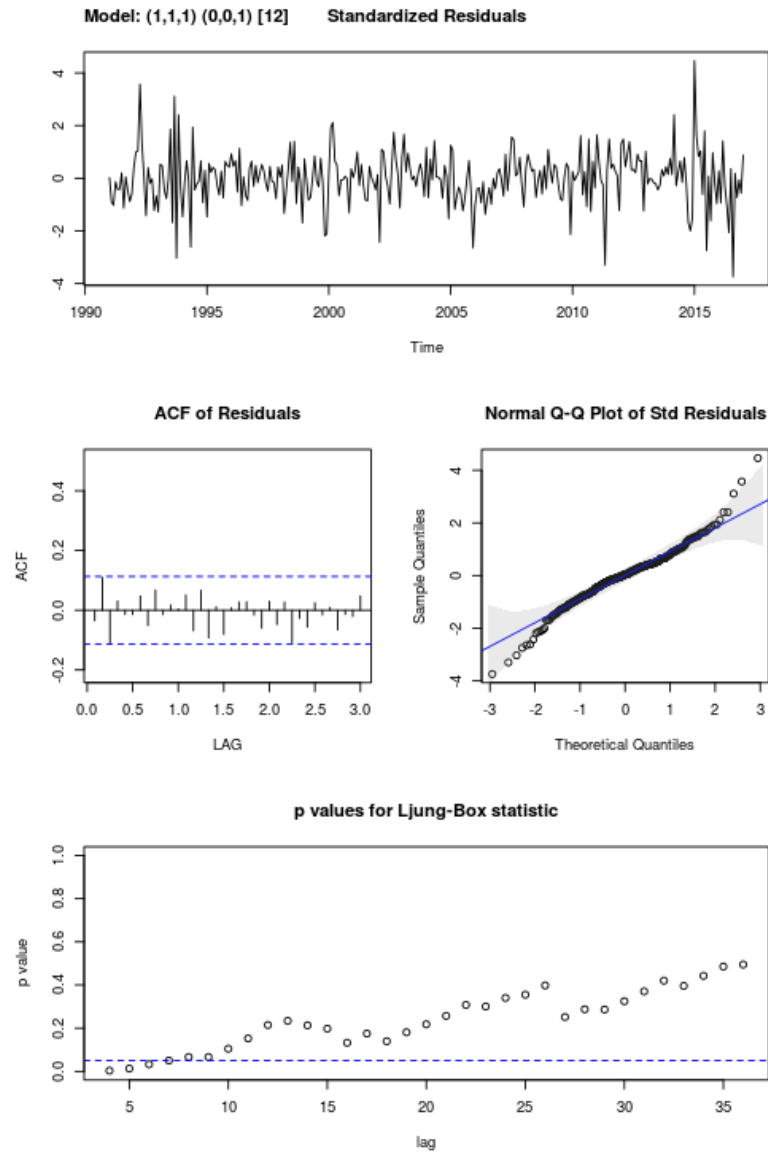 Model: (1,1,1) (0,0,1) [12] Standardized Residuals
4
2
0
-2
-4
1990 1995 2000 2005 2010 2015
Time
ACF of Residuals
ACF
0.4
0.2
0.0
-0.2
0.0 0.5 1.0 1.5 2.0 2.5 3.0
LAG
Normal Q-Q Plot of Std Residuals
Sample Quantiles
4
2
0
-2
-4
-3 -2 -1 0 1 2 3
Theoretical Quantiles
p values for Ljung-Box statistic
p value
1.0
0.8
0.6
0.4
0.2
0.0
5 10 15 20 25 30 35
lag